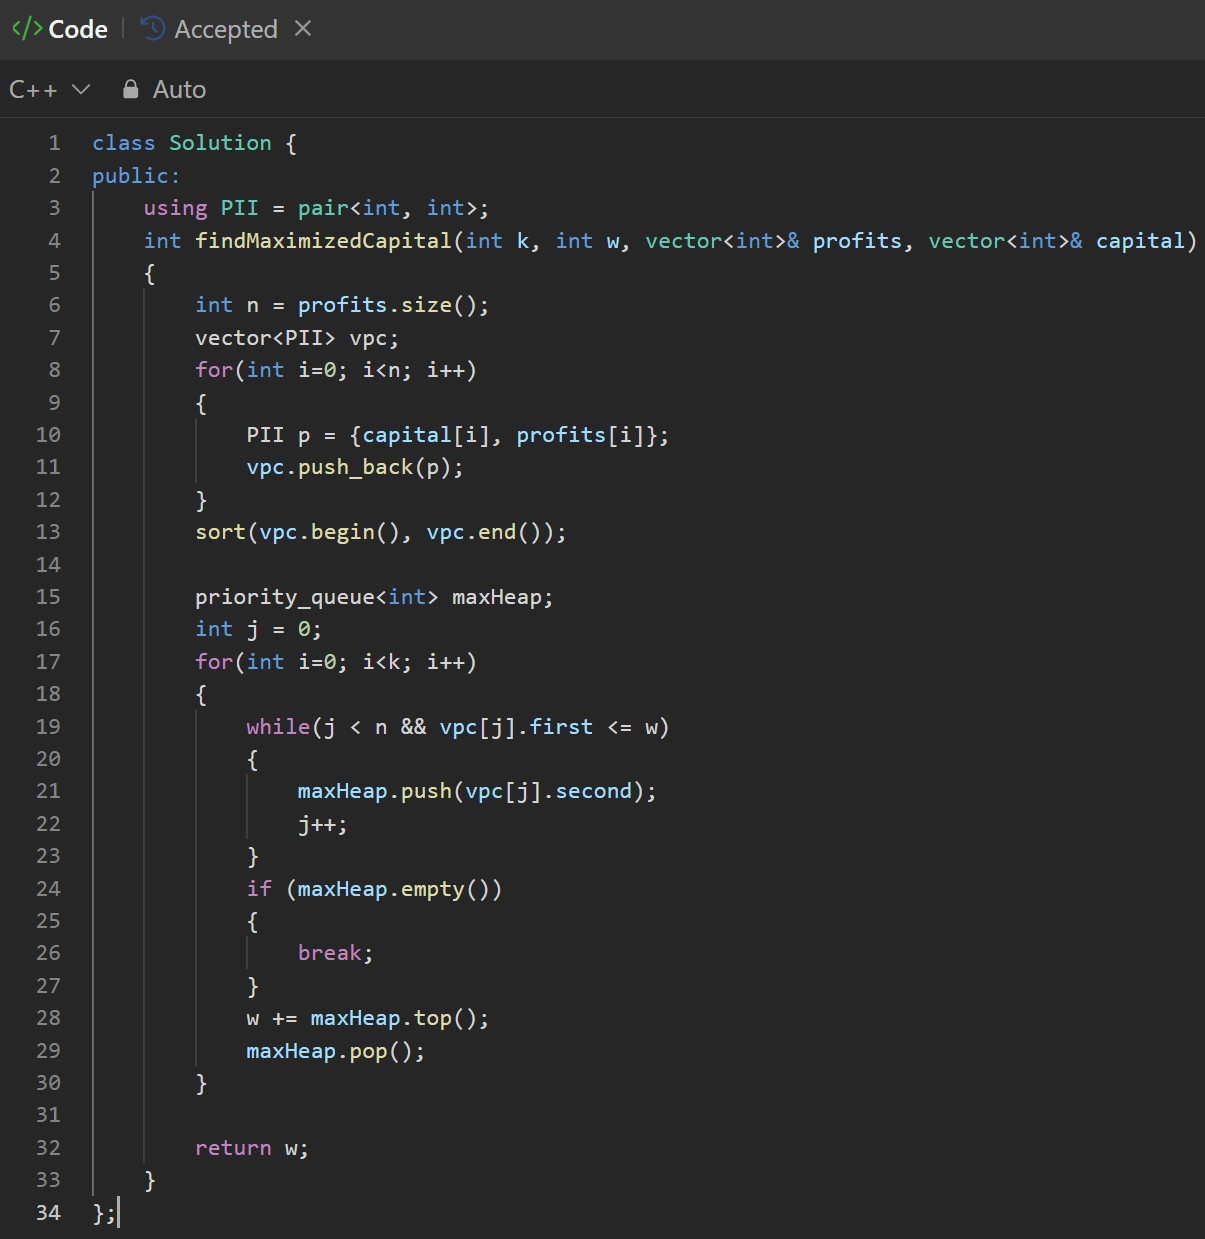 </> Code | Accepted ×
C++ Auto
1 class Solution {
2 public:
3     using PII = pair<int, int>;
4     int findMaximizedCapital(int k, int w, vector<int>& profits, vector<int>& capital)
5     {
6         int n = profits.size();
7         vector<PII> vpc;
8         for(int i=0; i<n; i++)
9         {
10             PII p = {capital[i], profits[i]};
11             vpc.push_back(p);
12         }
13         sort(vpc.begin(), vpc.end());
14
15         priority_queue<int> maxHeap;
16         int j = 0;
17         for(int i=0; i<k; i++)
18         {
19             while(j < n && vpc[j].first <= w)
20             {
21                 maxHeap.push(vpc[j].second);
22                 j++;
23             }
24             if (maxHeap.empty())
25             {
26                 break;
27             }
28             w += maxHeap.top();
29             maxHeap.pop();
30         }
31
32         return w;
33     }
34 };